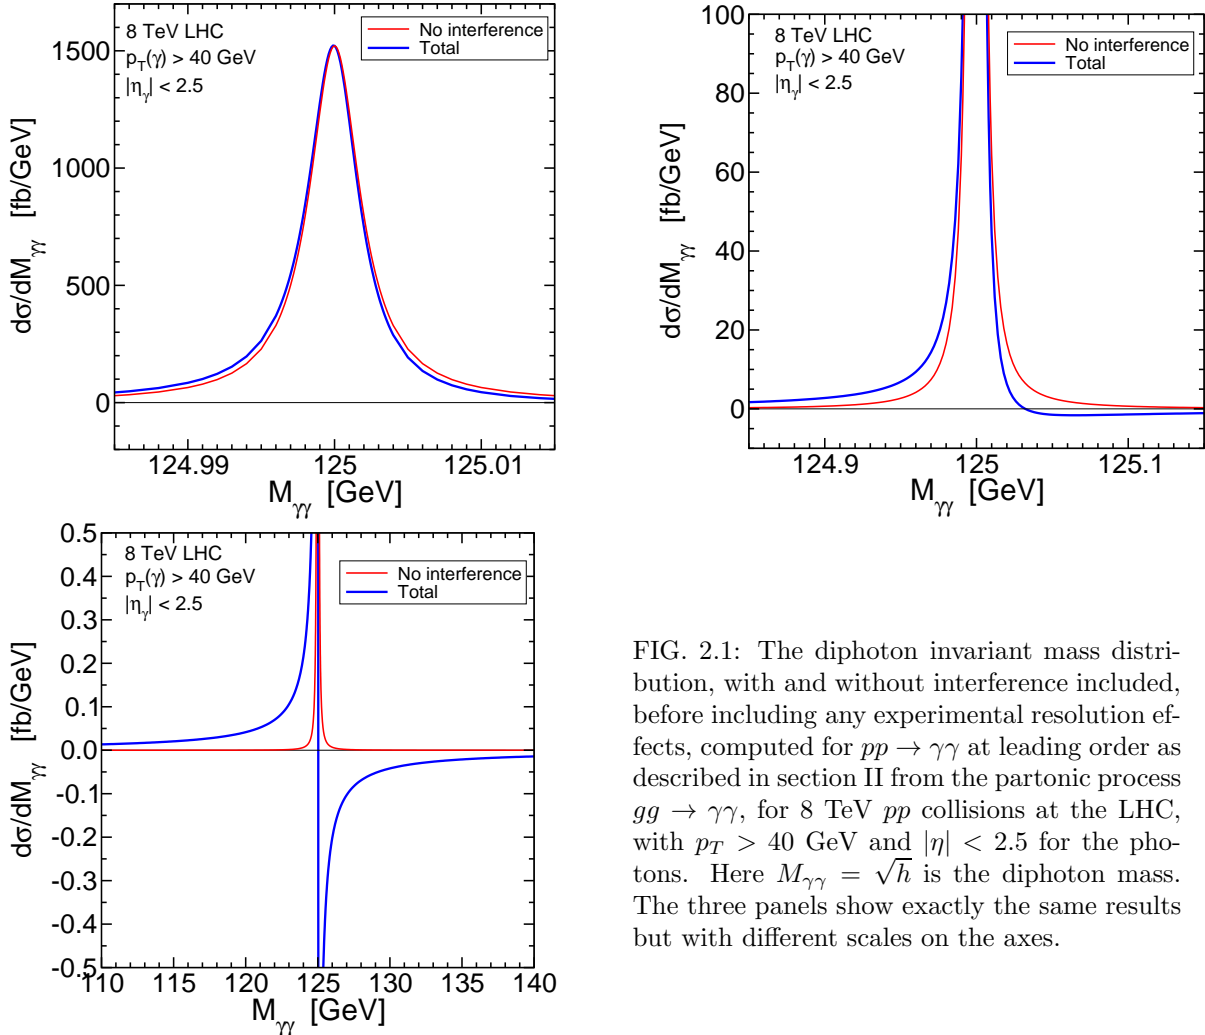 8 TeV LHC
p_T(γ) > 40 GeV
|η_γ| < 2.5
No interference
Total
1500
1000
500
0
dσ/dM_γγ [fb/GeV]
124.99 125 125.01
M_γγ [GeV]
8 TeV LHC
p_T(γ) > 40 GeV
|η_γ| < 2.5
No interference
Total
100
80
60
40
20
0
dσ/dM_γγ [fb/GeV]
124.9 125 125.1
M_γγ [GeV]
8 TeV LHC
p_T(γ) > 40 GeV
|η_γ| < 2.5
No interference
Total
0.5
0.4
0.3
0.2
0.1
0.0
-0.1
-0.2
-0.3
-0.4
-0.5
dσ/dM_γγ [fb/GeV]
110 115 120 125 130 135 140
M_γγ [GeV]
FIG. 2.1: The diphoton invariant mass distri-
bution, with and without interference included,
before including any experimental resolution ef-
fects, computed for pp → γγ at leading order as
described in section II from the partonic process
gg → γγ, for 8 TeV pp collisions at the LHC,
with p_T > 40 GeV and |η| < 2.5 for the pho-
tons. Here M_γγ = √h is the diphoton mass.
The three panels show exactly the same results
but with different scales on the axes.